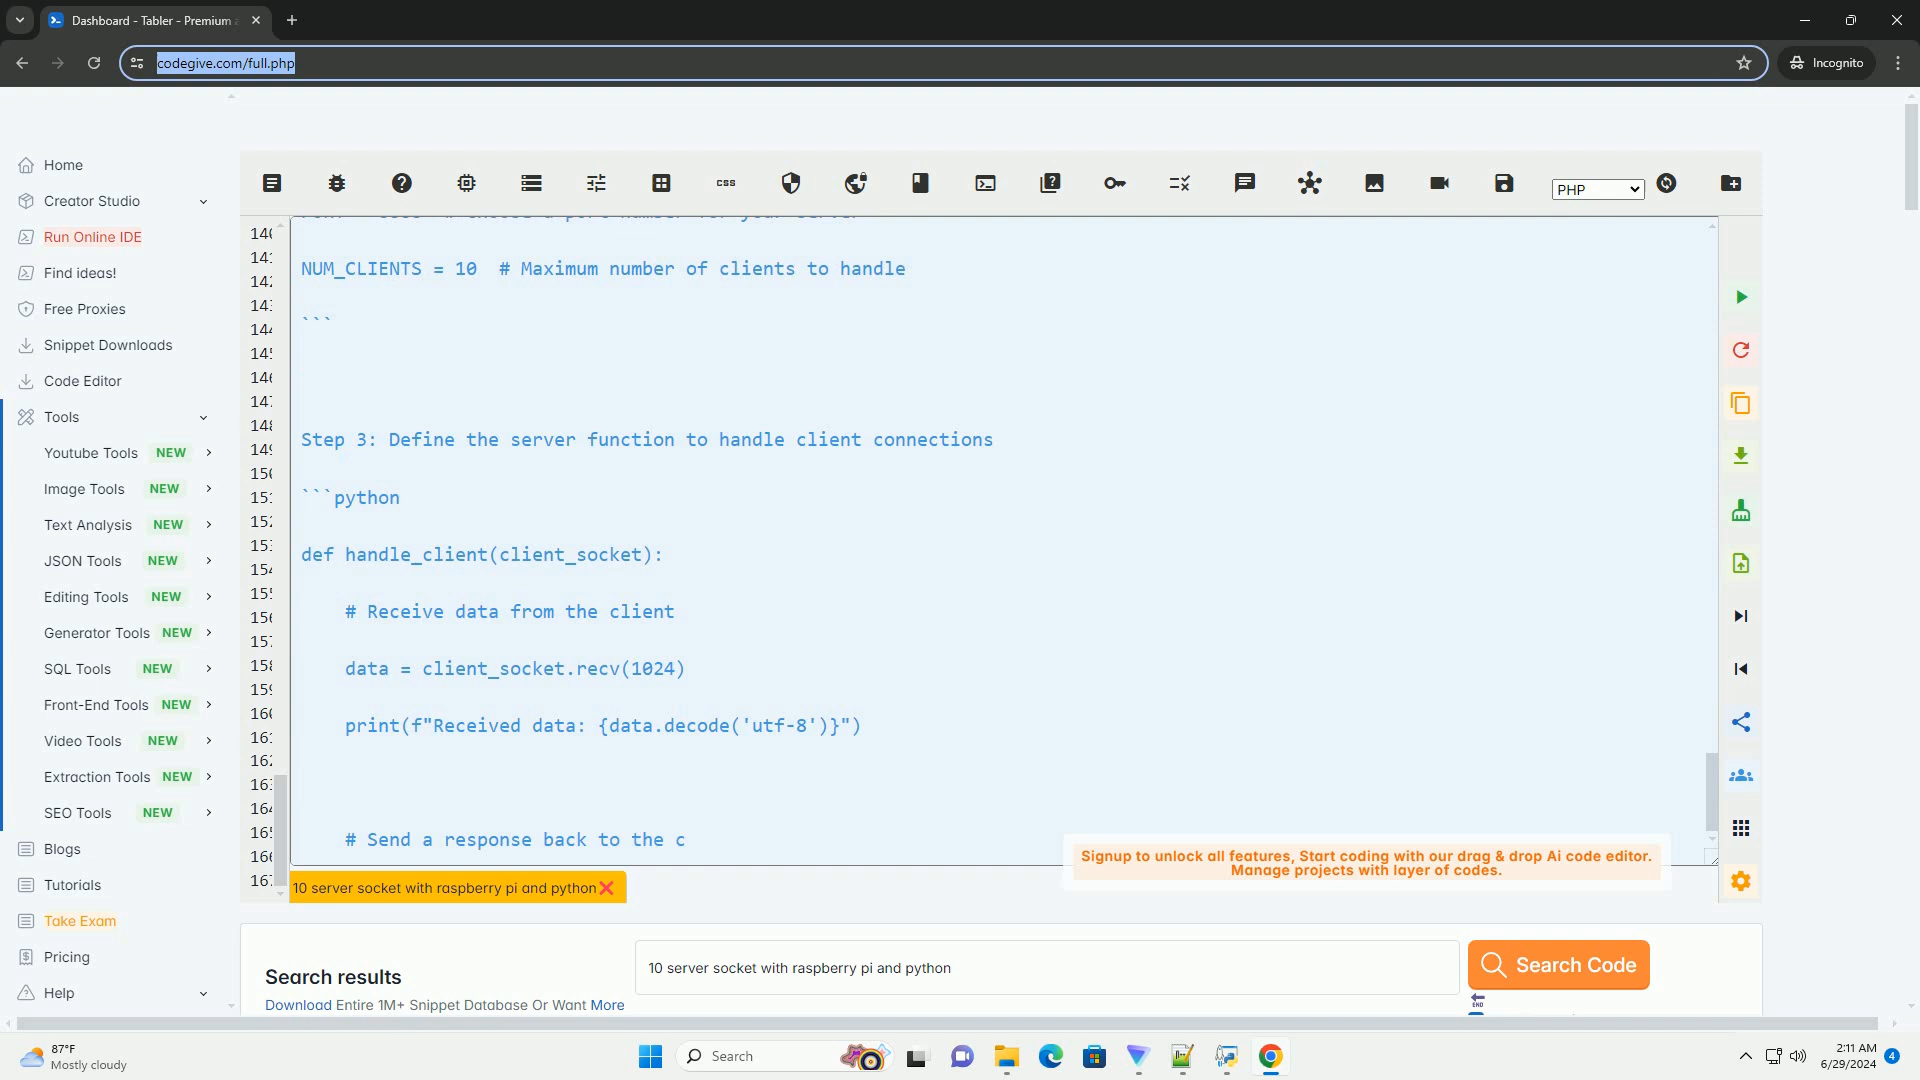 Dashboard - Tabler - Premium
codegive.com/full.php
Incognito
Home
Creator Studio
Run Online IDE
Find ideas!
Free Proxies
Snippet Downloads
Code Editor
Tools
Youtube Tools NEW
Image Tools NEW
Text Analysis NEW
JSON Tools NEW
Editing Tools NEW
Generator Tools NEW
SQL Tools NEW
Front-End Tools NEW
Video Tools NEW
Extraction Tools NEW
SEO Tools NEW
Blogs
Tutorials
Take Exam
Pricing
Help
css
PHP
NUM_CLIENTS = 10  # Maximum number of clients to handle
```
Step 3: Define the server function to handle client connections
```python
def handle_client(client_socket):
    # Receive data from the client
    data = client_socket.recv(1024)
    print(f"Received data: {data.decode('utf-8')}")
    # Send a response back to the c
Signup to unlock all features, Start coding with our drag & drop Ai code editor.
Manage projects with layer of codes.
10 server socket with raspberry pi and python
Search results
Download Entire 1M+ Snippet Database Or Want More
10 server socket with raspberry pi and python
Search Code
END
87°F
Mostly cloudy
Search
2:11 AM
6/29/2024
4